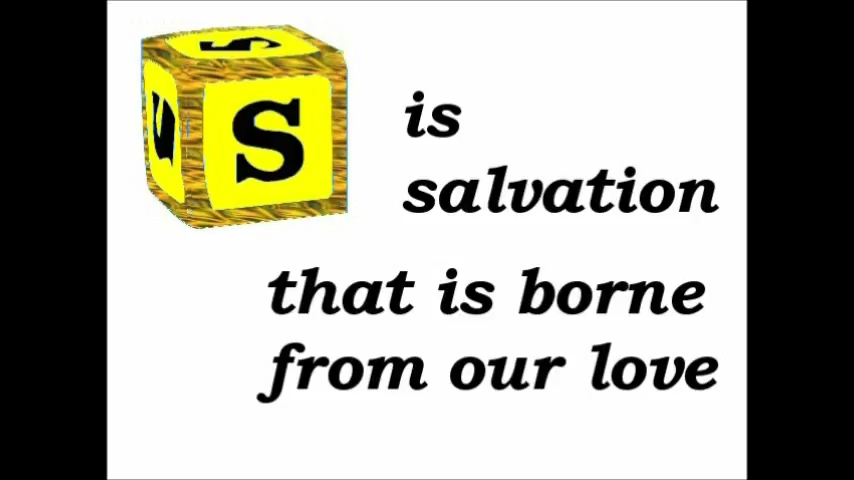 S is
salvation
that is borne
from our love